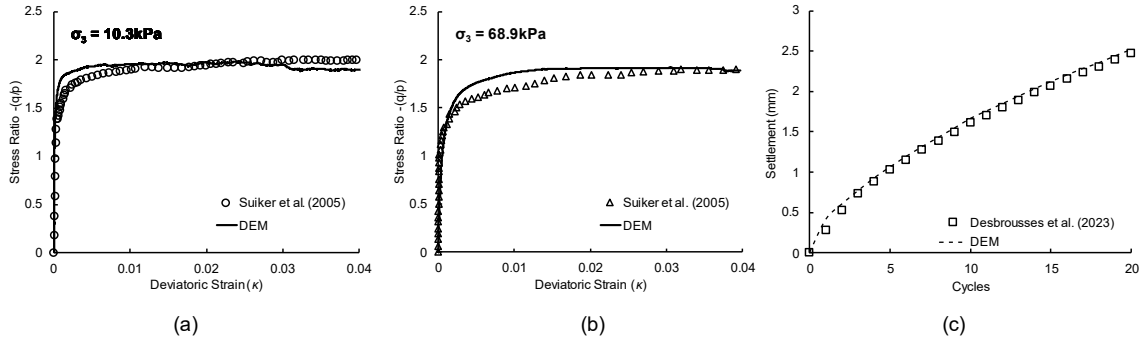 σ3 = 10.3kPa
Stress Ratio -(q/p)
2.5
2
1.5
1
0.5
0
Suiker et al. (2005)
DEM
0 0.01 0.02 0.03 0.04
Deviatoric Strain (κ)
(a)
σ3 = 68.9kPa
Stress Ratio -(q/p)
2.5
2
1.5
1
0.5
0
Suiker et al. (2005)
DEM
0 0.01 0.02 0.03 0.04
Deviatoric Strain (κ)
(b)
Settlement (mm)
3
2.5
2
1.5
1
0.5
0
Desbrousses et al. (2023)
DEM
0 5 10 15 20
Cycles
(c)